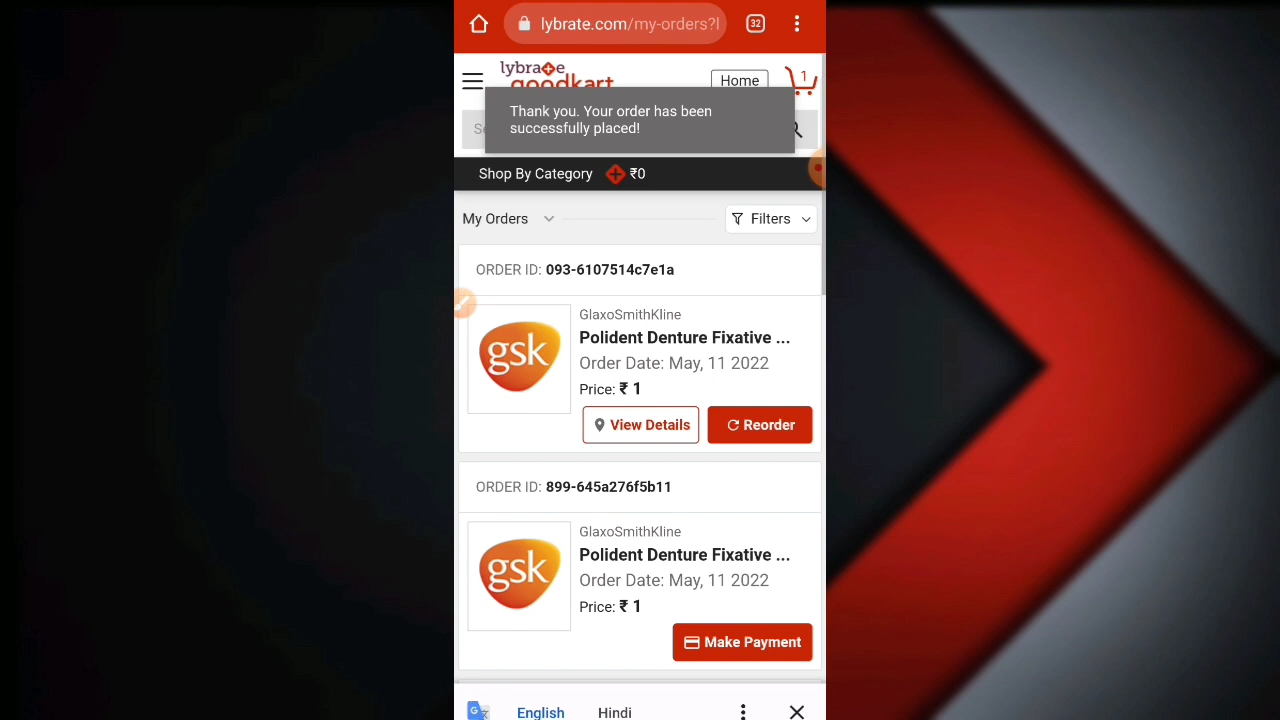 32
lybrate.com/my-orders?l
lybrate
goodkart
Home
1
Thank you. Your order has been
successfully placed!
Shop By Category
₹0
My Orders
Filters
ORDER ID: 093-6107514c7e1a
gsk
GlaxoSmithKline
Polident Denture Fixative ...
Order Date: May, 11 2022
Price: ₹ 1
View Details
Reorder
ORDER ID: 899-645a276f5b11
gsk
GlaxoSmithKline
Polident Denture Fixative ...
Order Date: May, 11 2022
Price: ₹ 1
Make Payment
G
English
Hindi